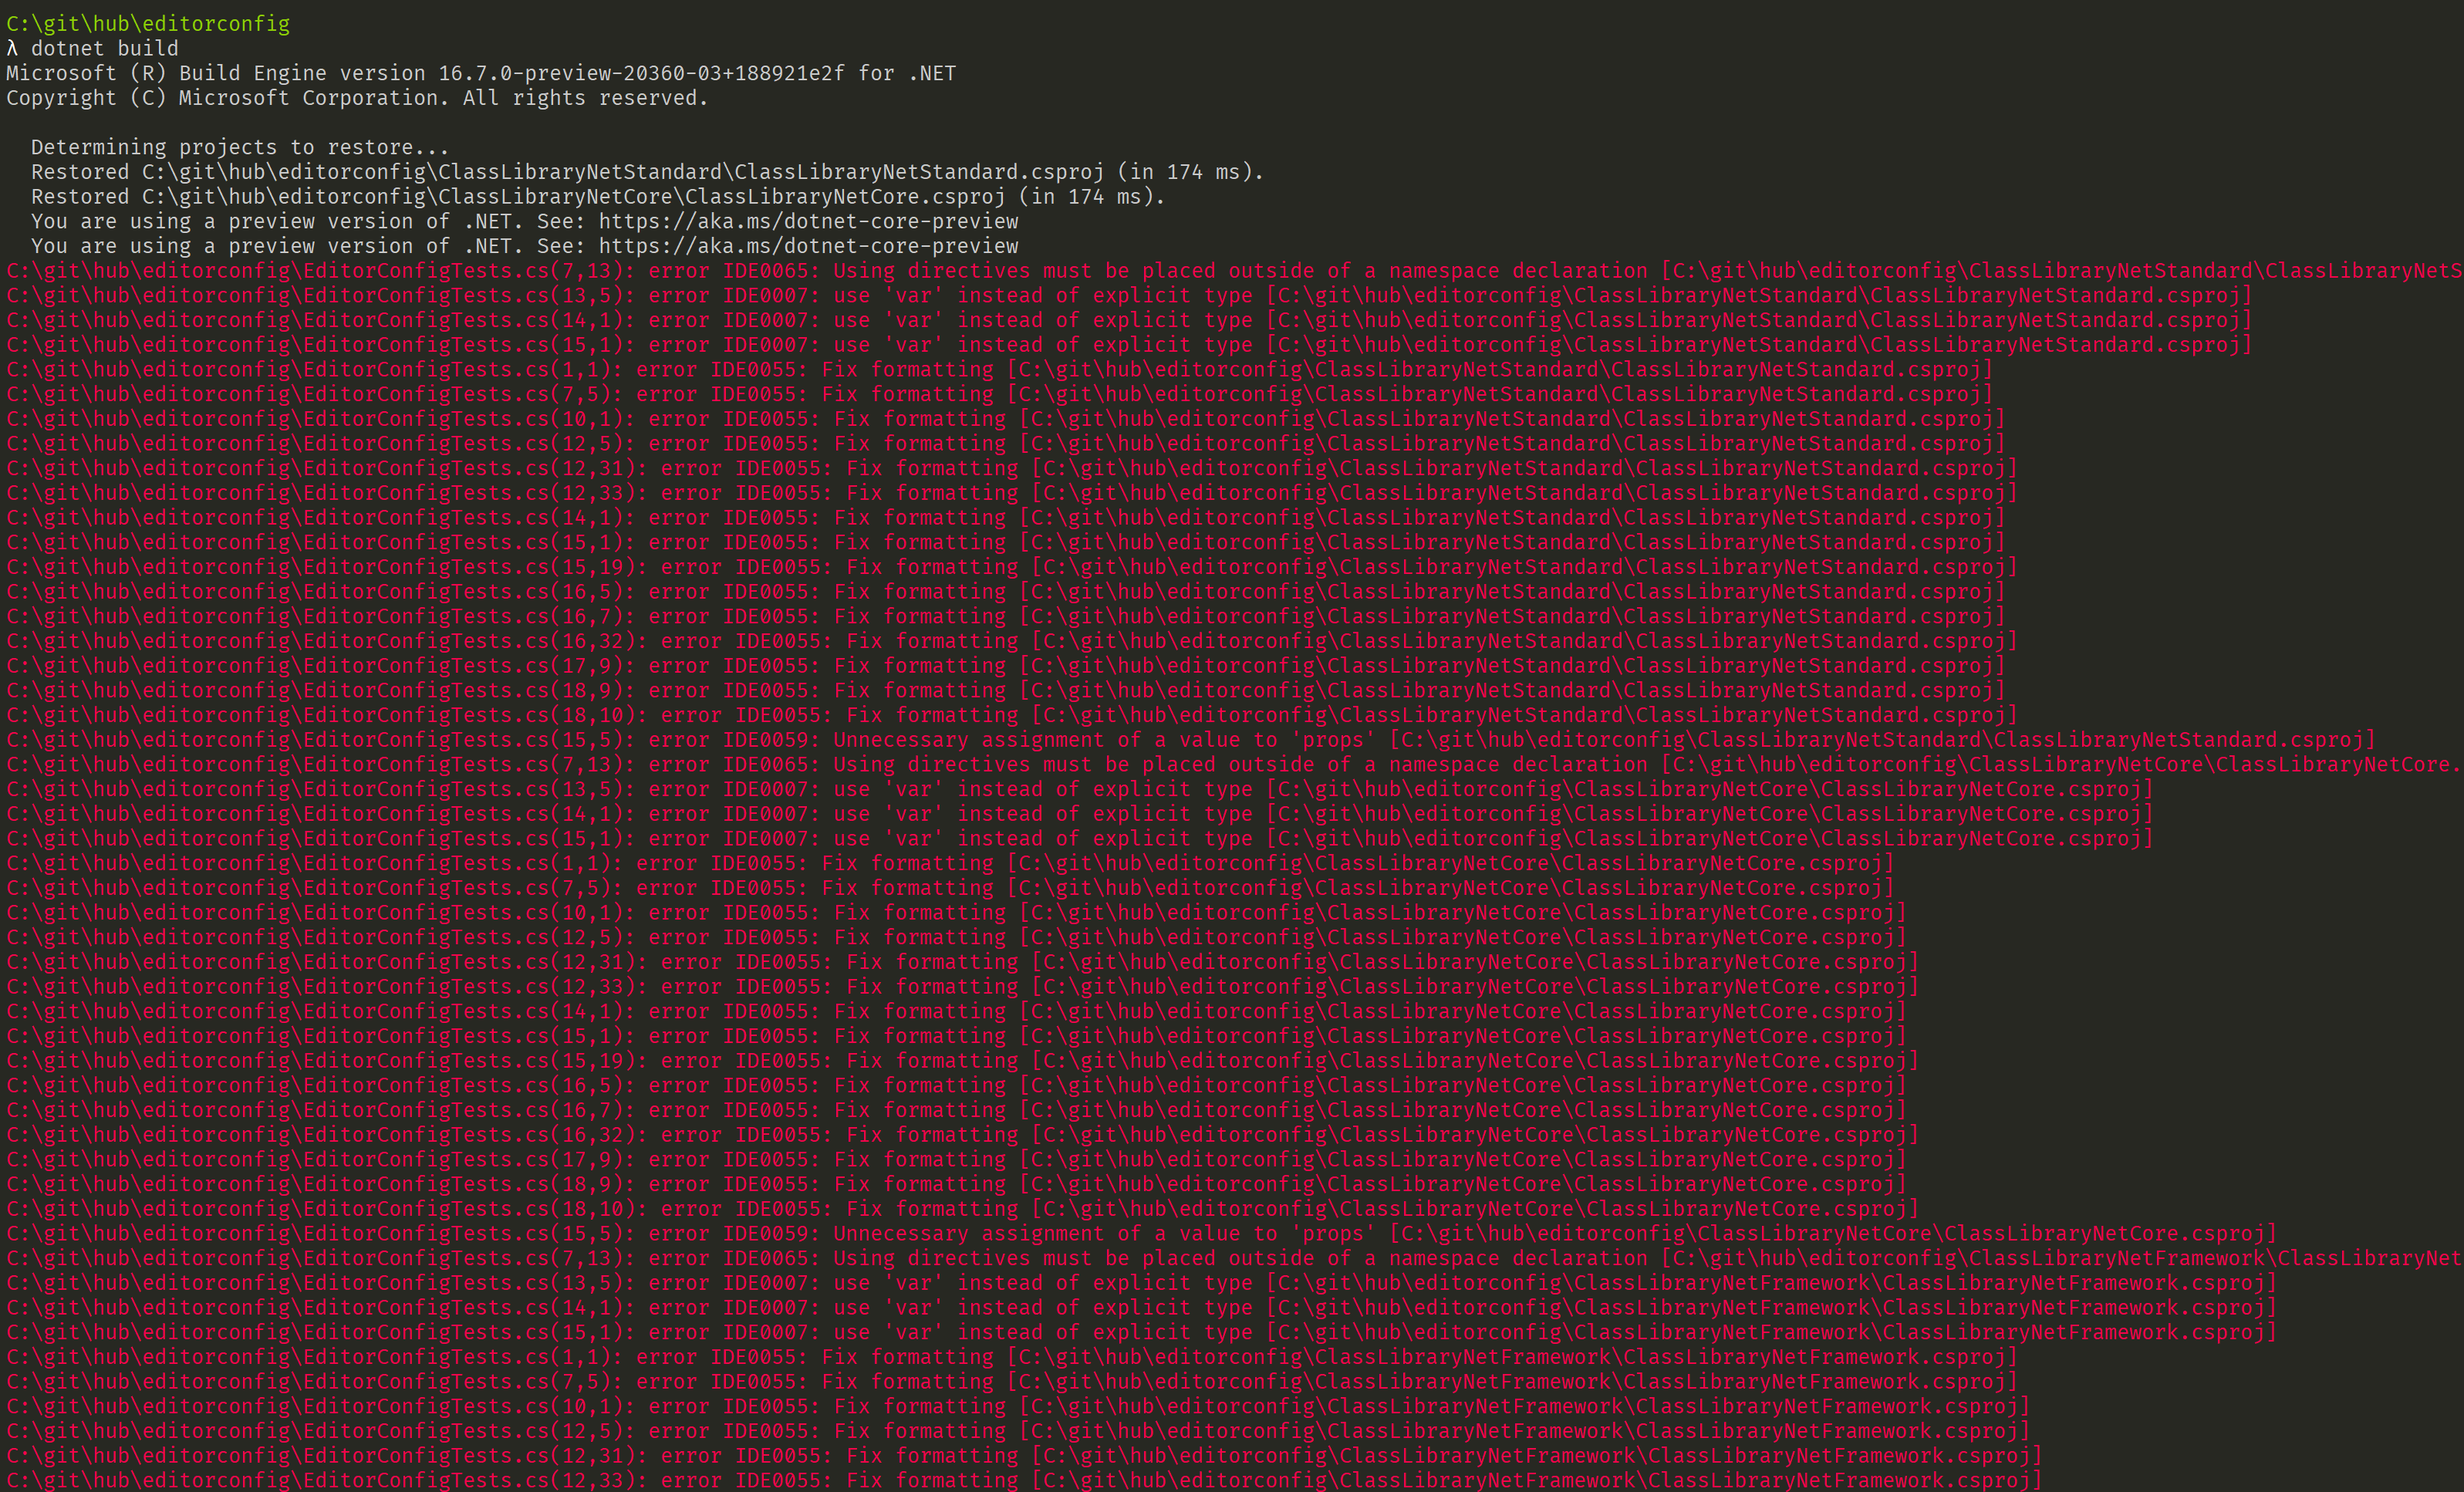 C:\git\hub\editorconfig
λ dotnet build
Microsoft (R) Build Engine version 16.7.0-preview-20360-03+188921e2f for .NET
Copyright (C) Microsoft Corporation. All rights reserved.
Determining projects to restore...
Restored C:\git\hub\editorconfig\ClassLibraryNetStandard\ClassLibraryNetStandard.csproj (in 174 ms).
Restored C:\git\hub\editorconfig\ClassLibraryNetCore\ClassLibraryNetCore.csproj (in 174 ms).
You are using a preview version of .NET. See: https://aka.ms/dotnet-core-preview
You are using a preview version of .NET. See: https://aka.ms/dotnet-core-preview
C:\git\hub\editorconfig\EditorConfigTests.cs(7,13): error IDE0065: Using directives must be placed outside of a namespace declaration [C:\git\hub\editorconfig\ClassLibraryNetStandard\ClassLibraryNetS
C:\git\hub\editorconfig\EditorConfigTests.cs(13,5): error IDE0007: use 'var' instead of explicit type [C:\git\hub\editorconfig\ClassLibraryNetStandard\ClassLibraryNetStandard.csproj]
C:\git\hub\editorconfig\EditorConfigTests.cs(14,1): error IDE0007: use 'var' instead of explicit type [C:\git\hub\editorconfig\ClassLibraryNetStandard\ClassLibraryNetStandard.csproj]
C:\git\hub\editorconfig\EditorConfigTests.cs(15,1): error IDE0007: use 'var' instead of explicit type [C:\git\hub\editorconfig\ClassLibraryNetStandard\ClassLibraryNetStandard.csproj]
C:\git\hub\editorconfig\EditorConfigTests.cs(1,1): error IDE0055: Fix formatting [C:\git\hub\editorconfig\ClassLibraryNetStandard\ClassLibraryNetStandard.csproj]
C:\git\hub\editorconfig\EditorConfigTests.cs(7,5): error IDE0055: Fix formatting [C:\git\hub\editorconfig\ClassLibraryNetStandard\ClassLibraryNetStandard.csproj]
C:\git\hub\editorconfig\EditorConfigTests.cs(10,1): error IDE0055: Fix formatting [C:\git\hub\editorconfig\ClassLibraryNetStandard\ClassLibraryNetStandard.csproj]
C:\git\hub\editorconfig\EditorConfigTests.cs(12,5): error IDE0055: Fix formatting [C:\git\hub\editorconfig\ClassLibraryNetStandard\ClassLibraryNetStandard.csproj]
C:\git\hub\editorconfig\EditorConfigTests.cs(12,31): error IDE0055: Fix formatting [C:\git\hub\editorconfig\ClassLibraryNetStandard\ClassLibraryNetStandard.csproj]
C:\git\hub\editorconfig\EditorConfigTests.cs(12,33): error IDE0055: Fix formatting [C:\git\hub\editorconfig\ClassLibraryNetStandard\ClassLibraryNetStandard.csproj]
C:\git\hub\editorconfig\EditorConfigTests.cs(14,1): error IDE0055: Fix formatting [C:\git\hub\editorconfig\ClassLibraryNetStandard\ClassLibraryNetStandard.csproj]
C:\git\hub\editorconfig\EditorConfigTests.cs(15,1): error IDE0055: Fix formatting [C:\git\hub\editorconfig\ClassLibraryNetStandard\ClassLibraryNetStandard.csproj]
C:\git\hub\editorconfig\EditorConfigTests.cs(15,19): error IDE0055: Fix formatting [C:\git\hub\editorconfig\ClassLibraryNetStandard\ClassLibraryNetStandard.csproj]
C:\git\hub\editorconfig\EditorConfigTests.cs(16,5): error IDE0055: Fix formatting [C:\git\hub\editorconfig\ClassLibraryNetStandard\ClassLibraryNetStandard.csproj]
C:\git\hub\editorconfig\EditorConfigTests.cs(16,7): error IDE0055: Fix formatting [C:\git\hub\editorconfig\ClassLibraryNetStandard\ClassLibraryNetStandard.csproj]
C:\git\hub\editorconfig\EditorConfigTests.cs(16,32): error IDE0055: Fix formatting [C:\git\hub\editorconfig\ClassLibraryNetStandard\ClassLibraryNetStandard.csproj]
C:\git\hub\editorconfig\EditorConfigTests.cs(17,9): error IDE0055: Fix formatting [C:\git\hub\editorconfig\ClassLibraryNetStandard\ClassLibraryNetStandard.csproj]
C:\git\hub\editorconfig\EditorConfigTests.cs(18,9): error IDE0055: Fix formatting [C:\git\hub\editorconfig\ClassLibraryNetStandard\ClassLibraryNetStandard.csproj]
C:\git\hub\editorconfig\EditorConfigTests.cs(18,10): error IDE0055: Fix formatting [C:\git\hub\editorconfig\ClassLibraryNetStandard\ClassLibraryNetStandard.csproj]
C:\git\hub\editorconfig\EditorConfigTests.cs(15,5): error IDE0059: Unnecessary assignment of a value to 'props' [C:\git\hub\editorconfig\ClassLibraryNetStandard\ClassLibraryNetStandard.csproj]
C:\git\hub\editorconfig\EditorConfigTests.cs(7,13): error IDE0065: Using directives must be placed outside of a namespace declaration [C:\git\hub\editorconfig\ClassLibraryNetCore\ClassLibraryNetCore.
C:\git\hub\editorconfig\EditorConfigTests.cs(13,5): error IDE0007: use 'var' instead of explicit type [C:\git\hub\editorconfig\ClassLibraryNetCore\ClassLibraryNetCore.csproj]
C:\git\hub\editorconfig\EditorConfigTests.cs(14,1): error IDE0007: use 'var' instead of explicit type [C:\git\hub\editorconfig\ClassLibraryNetCore\ClassLibraryNetCore.csproj]
C:\git\hub\editorconfig\EditorConfigTests.cs(15,1): error IDE0007: use 'var' instead of explicit type [C:\git\hub\editorconfig\ClassLibraryNetCore\ClassLibraryNetCore.csproj]
C:\git\hub\editorconfig\EditorConfigTests.cs(1,1): error IDE0055: Fix formatting [C:\git\hub\editorconfig\ClassLibraryNetCore\ClassLibraryNetCore.csproj]
C:\git\hub\editorconfig\EditorConfigTests.cs(7,5): error IDE0055: Fix formatting [C:\git\hub\editorconfig\ClassLibraryNetCore\ClassLibraryNetCore.csproj]
C:\git\hub\editorconfig\EditorConfigTests.cs(10,1): error IDE0055: Fix formatting [C:\git\hub\editorconfig\ClassLibraryNetCore\ClassLibraryNetCore.csproj]
C:\git\hub\editorconfig\EditorConfigTests.cs(12,5): error IDE0055: Fix formatting [C:\git\hub\editorconfig\ClassLibraryNetCore\ClassLibraryNetCore.csproj]
C:\git\hub\editorconfig\EditorConfigTests.cs(12,31): error IDE0055: Fix formatting [C:\git\hub\editorconfig\ClassLibraryNetCore\ClassLibraryNetCore.csproj]
C:\git\hub\editorconfig\EditorConfigTests.cs(12,33): error IDE0055: Fix formatting [C:\git\hub\editorconfig\ClassLibraryNetCore\ClassLibraryNetCore.csproj]
C:\git\hub\editorconfig\EditorConfigTests.cs(14,1): error IDE0055: Fix formatting [C:\git\hub\editorconfig\ClassLibraryNetCore\ClassLibraryNetCore.csproj]
C:\git\hub\editorconfig\EditorConfigTests.cs(15,1): error IDE0055: Fix formatting [C:\git\hub\editorconfig\ClassLibraryNetCore\ClassLibraryNetCore.csproj]
C:\git\hub\editorconfig\EditorConfigTests.cs(15,19): error IDE0055: Fix formatting [C:\git\hub\editorconfig\ClassLibraryNetCore\ClassLibraryNetCore.csproj]
C:\git\hub\editorconfig\EditorConfigTests.cs(16,5): error IDE0055: Fix formatting [C:\git\hub\editorconfig\ClassLibraryNetCore\ClassLibraryNetCore.csproj]
C:\git\hub\editorconfig\EditorConfigTests.cs(16,7): error IDE0055: Fix formatting [C:\git\hub\editorconfig\ClassLibraryNetCore\ClassLibraryNetCore.csproj]
C:\git\hub\editorconfig\EditorConfigTests.cs(16,32): error IDE0055: Fix formatting [C:\git\hub\editorconfig\ClassLibraryNetCore\ClassLibraryNetCore.csproj]
C:\git\hub\editorconfig\EditorConfigTests.cs(17,9): error IDE0055: Fix formatting [C:\git\hub\editorconfig\ClassLibraryNetCore\ClassLibraryNetCore.csproj]
C:\git\hub\editorconfig\EditorConfigTests.cs(18,9): error IDE0055: Fix formatting [C:\git\hub\editorconfig\ClassLibraryNetCore\ClassLibraryNetCore.csproj]
C:\git\hub\editorconfig\EditorConfigTests.cs(18,10): error IDE0055: Fix formatting [C:\git\hub\editorconfig\ClassLibraryNetCore\ClassLibraryNetCore.csproj]
C:\git\hub\editorconfig\EditorConfigTests.cs(15,5): error IDE0059: Unnecessary assignment of a value to 'props' [C:\git\hub\editorconfig\ClassLibraryNetCore\ClassLibraryNetCore.csproj]
C:\git\hub\editorconfig\EditorConfigTests.cs(7,13): error IDE0065: Using directives must be placed outside of a namespace declaration [C:\git\hub\editorconfig\ClassLibraryNetFramework\ClassLibraryNet
C:\git\hub\editorconfig\EditorConfigTests.cs(13,5): error IDE0007: use 'var' instead of explicit type [C:\git\hub\editorconfig\ClassLibraryNetFramework\ClassLibraryNetFramework.csproj]
C:\git\hub\editorconfig\EditorConfigTests.cs(14,1): error IDE0007: use 'var' instead of explicit type [C:\git\hub\editorconfig\ClassLibraryNetFramework\ClassLibraryNetFramework.csproj]
C:\git\hub\editorconfig\EditorConfigTests.cs(15,1): error IDE0007: use 'var' instead of explicit type [C:\git\hub\editorconfig\ClassLibraryNetFramework\ClassLibraryNetFramework.csproj]
C:\git\hub\editorconfig\EditorConfigTests.cs(1,1): error IDE0055: Fix formatting [C:\git\hub\editorconfig\ClassLibraryNetFramework\ClassLibraryNetFramework.csproj]
C:\git\hub\editorconfig\EditorConfigTests.cs(7,5): error IDE0055: Fix formatting [C:\git\hub\editorconfig\ClassLibraryNetFramework\ClassLibraryNetFramework.csproj]
C:\git\hub\editorconfig\EditorConfigTests.cs(10,1): error IDE0055: Fix formatting [C:\git\hub\editorconfig\ClassLibraryNetFramework\ClassLibraryNetFramework.csproj]
C:\git\hub\editorconfig\EditorConfigTests.cs(12,5): error IDE0055: Fix formatting [C:\git\hub\editorconfig\ClassLibraryNetFramework\ClassLibraryNetFramework.csproj]
C:\git\hub\editorconfig\EditorConfigTests.cs(12,31): error IDE0055: Fix formatting [C:\git\hub\editorconfig\ClassLibraryNetFramework\ClassLibraryNetFramework.csproj]
C:\git\hub\editorconfig\EditorConfigTests.cs(12,33): error IDE0055: Fix formatting [C:\git\hub\editorconfig\ClassLibraryNetFramework\ClassLibraryNetFramework.csproj]